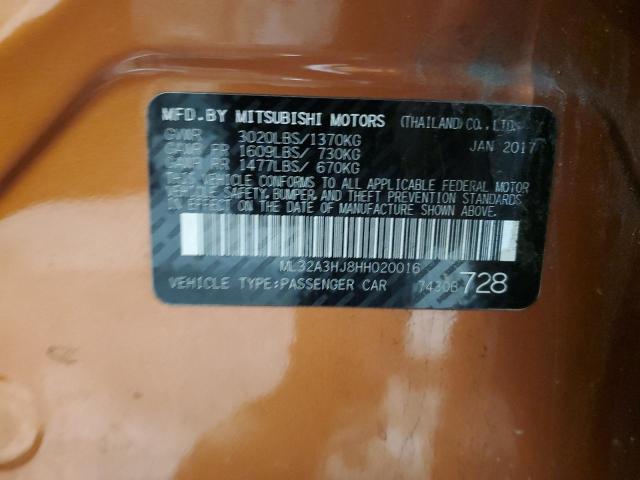 MFD.BY MITSUBISHI MOTORS (THAILAND)CO.,LTD.
GVWR 3020LBS/1370KG JAN 2017
GAWR FR 1609LBS/ 730KG
GAWR RR 1477LBS/ 670KG
THIS VEHICLE CONFORMS TO ALL APPLICABLE FEDERAL MOTOR
VEHICLE SAFETY, BUMPER, AND THEFT PREVENTION STANDARDS
IN EFFECT ON THE DATE OF MANUFACTURE SHOWN ABOVE.
ML32A3HJ8HH020016
VEHICLE TYPE:PASSENGER CAR 7430B 728